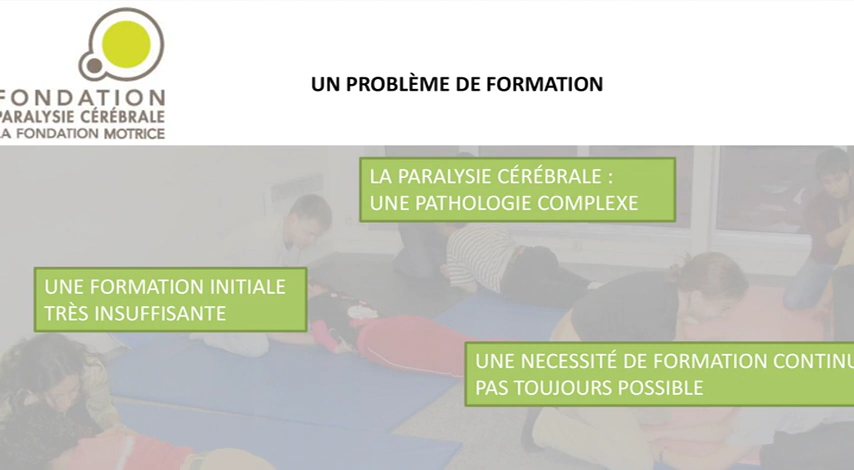 FONDATION
PARALYSIE CÉRÉBRALE
A FONDATION MOTRICE
UN PROBLÈME DE FORMATION
LA PARALYSIE CÉRÉBRALE :
UNE PATHOLOGIE COMPLEXE
UNE FORMATION INITIALE
TRÈS INSUFFISANTE
UNE NECESSITÉ DE FORMATION CONTINU
PAS TOUJOURS POSSIBLE